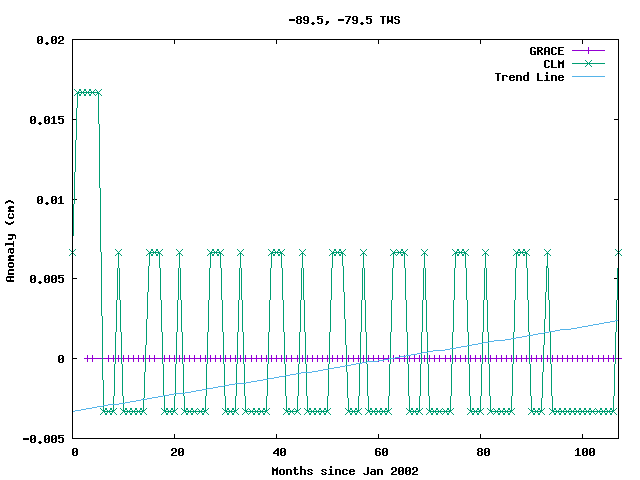 -89.5, -79.5 TWS
GRACE
CLM
Trend Line
0.02
0.015
0.01
0.005
0
-0.005
Anomaly (cm)
0 20 40 60 80 100
Months since Jan 2002